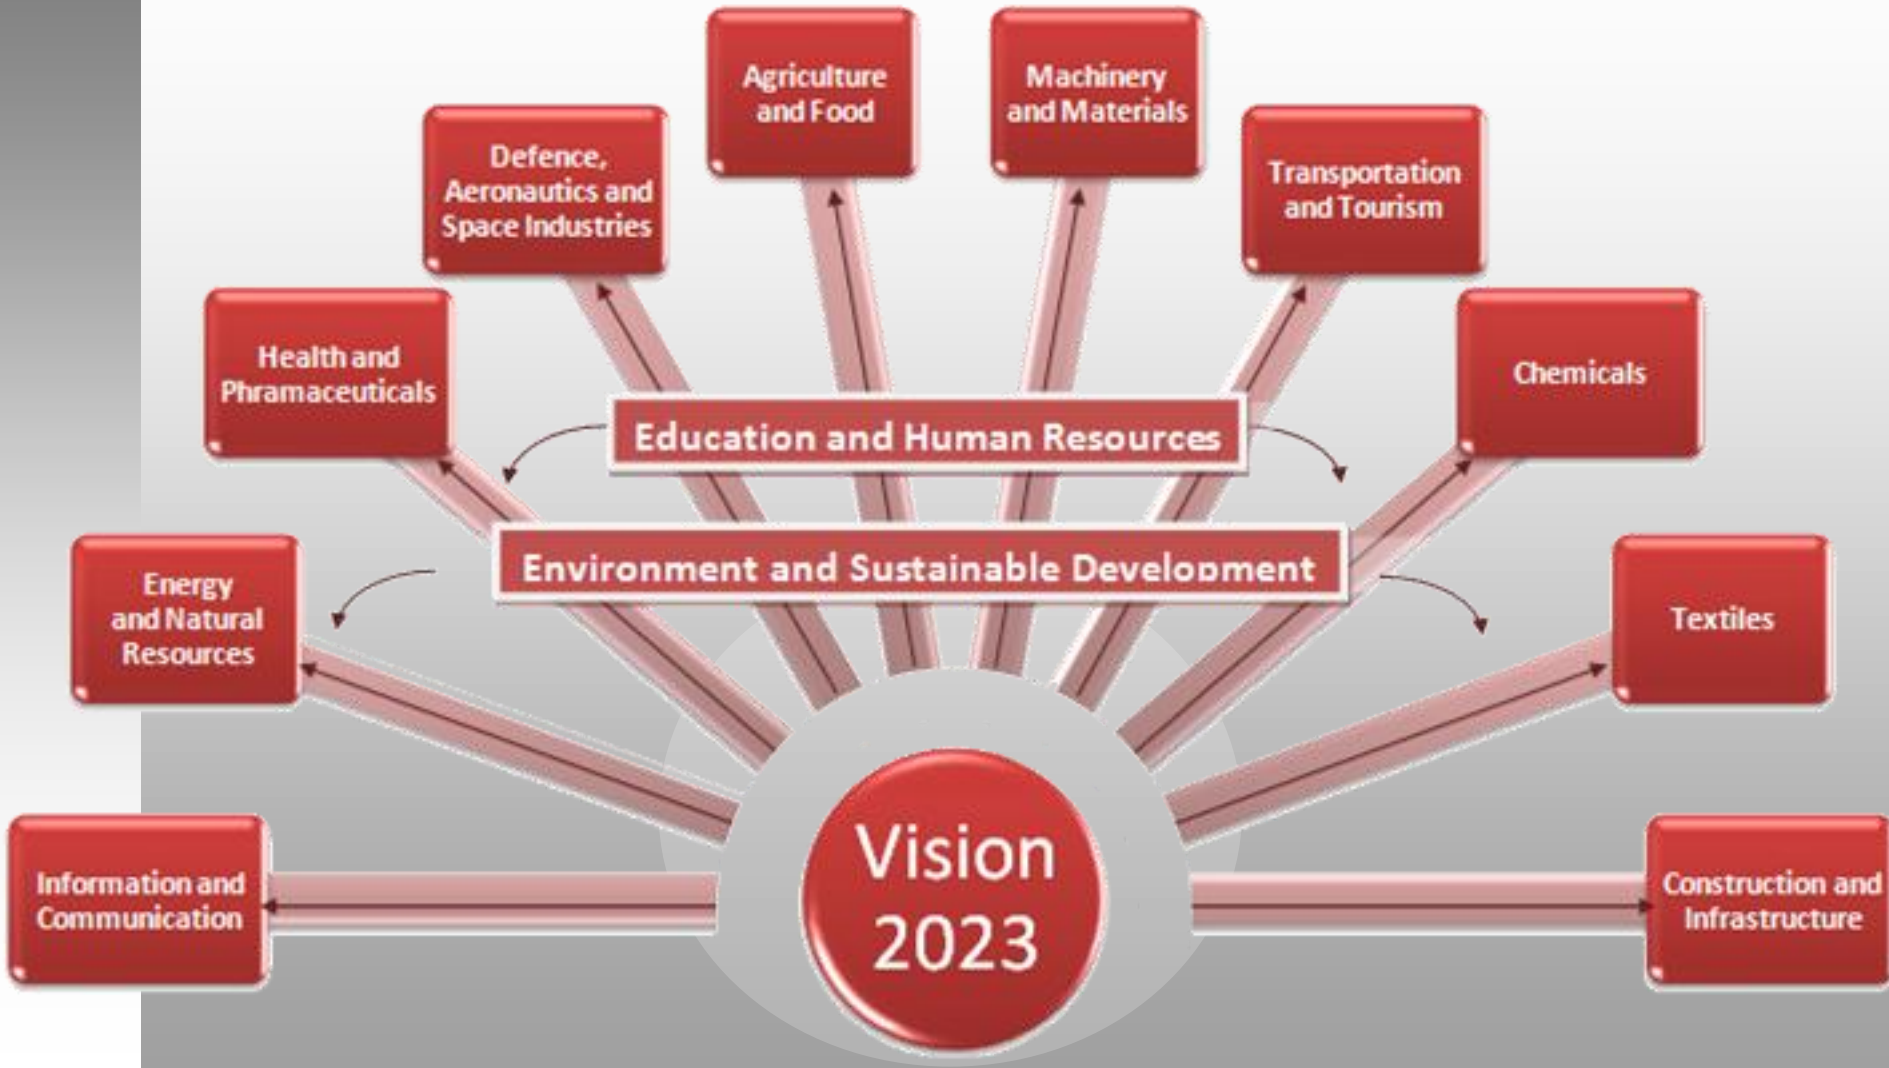 Agriculture
and Food
Machinery
and Materials
Defence,
Aeronautics and
Space Industries
Transportation
and Tourism
Health and
Phramaceuticals
Chemicals
Education and Human Resources
Environment and Sustainable Development
Energy
and Natural
Resources
Textiles
Information and
Communication
Vision
2023
Construction and
Infrastructure